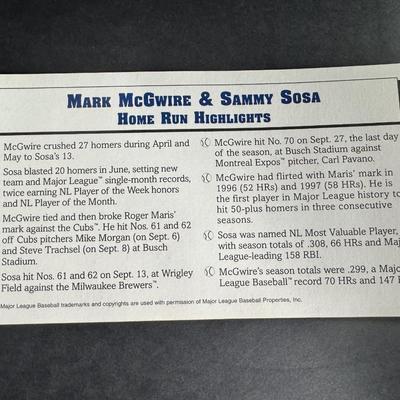 MARK MCGWIRE & SAMMY SOSA
HOME RUN HIGHLIGHTS
McGwire crushed 27 homers during April and
May to Sosa's 13.
Sosa blasted 20 homers in June, setting new
team and Major League™ single-month records,
twice earning NL Player of the Week honors
and NL Player of the Month.
McGwire tied and then broke Roger Maris'
mark against the Cubs™. He hit Nos. 61 and 62
off Cubs pitchers Mike Morgan (on Sept. 6)
and Steve Trachsel (on Sept. 8) at Busch
Stadium.
Sosa hit Nos. 61 and 62 on Sept. 13, at Wrigley
Field against the Milwaukee Brewers™.
McGwire hit No. 70 on Sept. 27, the last day
of the season, at Busch Stadium against
Montreal Expos™ pitcher, Carl Pavano.
McGwire had flirted with Maris' mark in
1996 (52 HRs) and 1997 (58 HRs). He is
the first player in Major League history to
hit 50-plus homers in three consecutive
seasons.
Sosa was named NL Most Valuable Player,
with season totals of .308, 66 HRs and Maj
League-leading 158 RBI.
McGwire's season totals were .299, a Majo
League Baseball™ record 70 HRs and 147
Major League Baseball trademarks and copyrights are used with permission of Major League Baseball Properties, Inc.